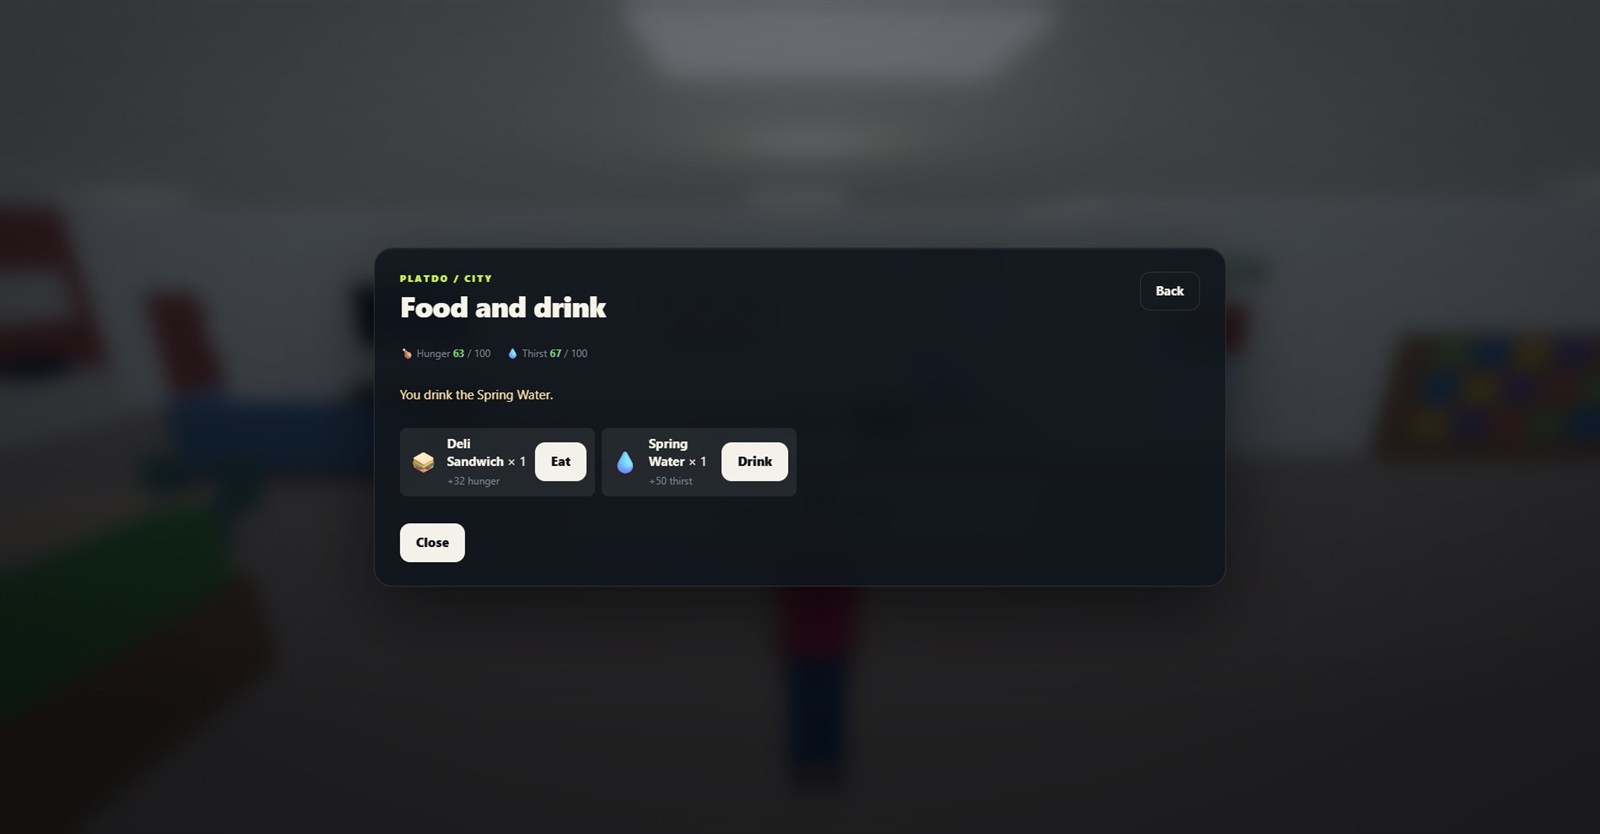 PLATDO / CITY
Food and drink
Back
Hunger 63 / 100 Thirst 67 / 100
You drink the Spring Water.
Deli
Sandwich × 1
+32 hunger
Eat
Spring
Water × 1
+50 thirst
Drink
Close